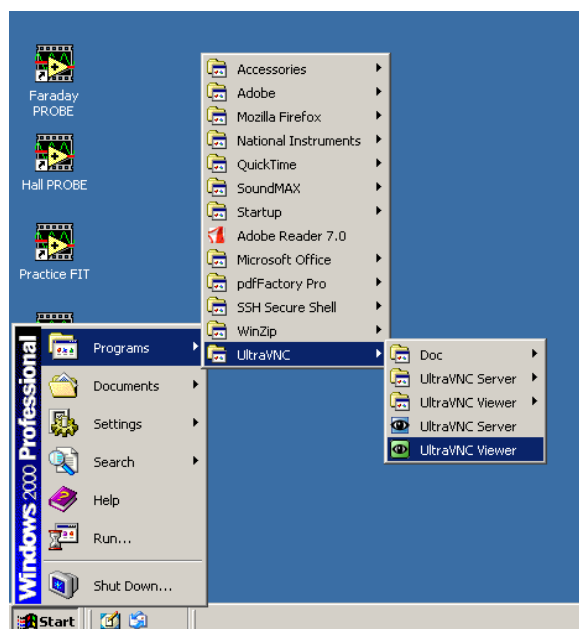 Faraday
PROBE
Hall PROBE
Practice FIT
Accessories
Adobe
Mozilla Firefox
National Instruments
QuickTime
SoundMAX
Startup
Adobe Reader 7.0
Microsoft Office
pdfFactory Pro
SSH Secure Shell
WinZip
UltraVNC
Doc
UltraVNC Server
UltraVNC Viewer
UltraVNC Server
UltraVNC Viewer
Windows 2000 Professional
Programs
Documents
Settings
Search
Help
Run...
Shut Down...
Start